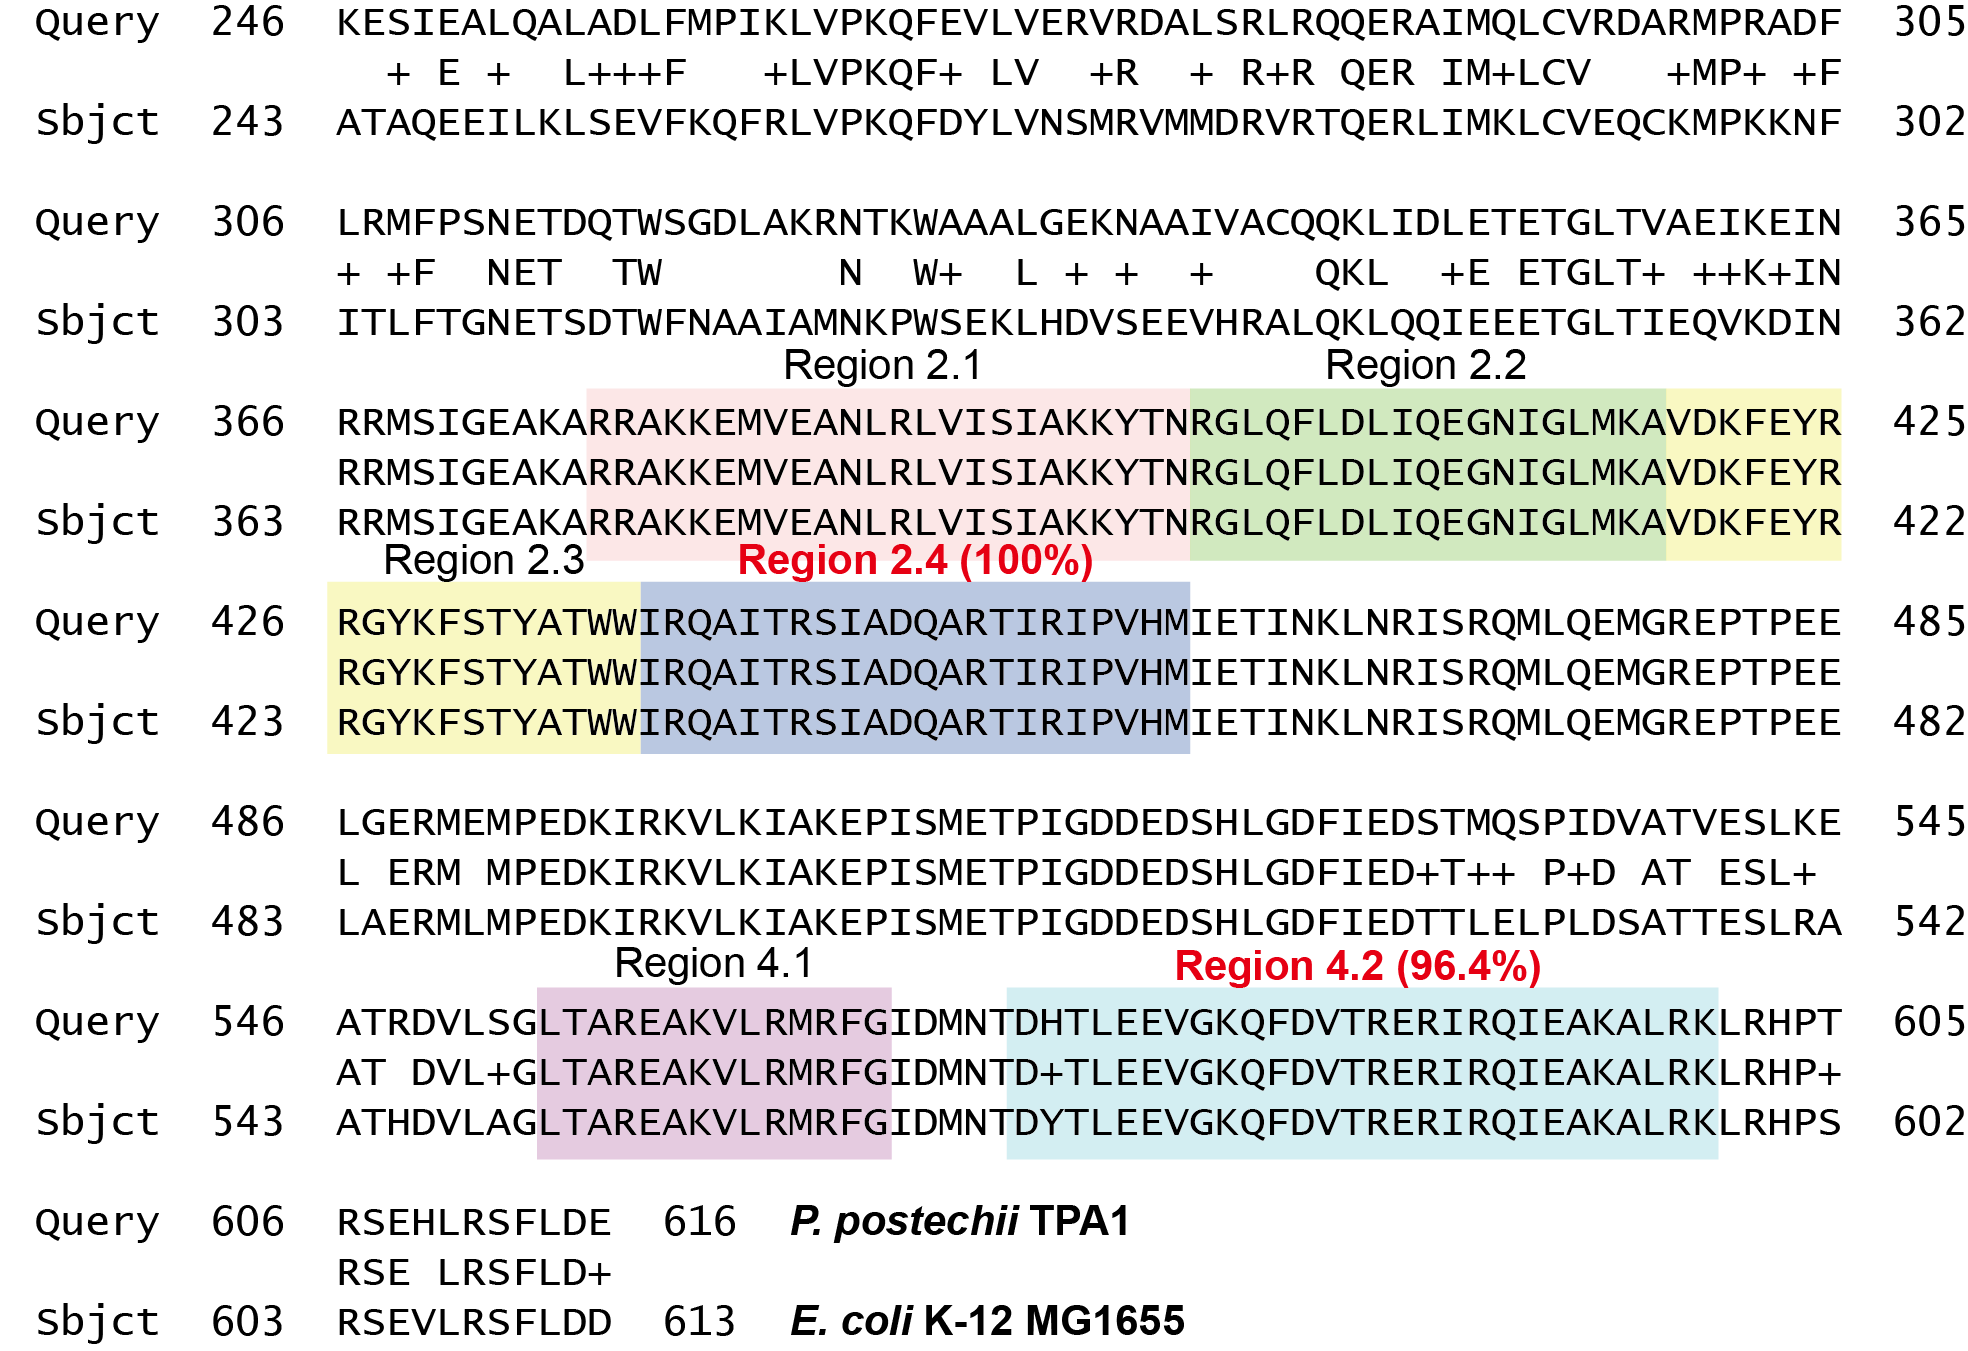 Query 246 KESIEALQALADLFMPIKLVPKQFEVLVERVRDALSRLRQQERAIMQLCVRDARMPRADF 305
+ E + L+++F +LVPKQF+ LV +R + R+R QER IM+LCV +MP+ +F
Sbjct 243 ATAQEEILKLSEVFKQFRLVPKQFDYLVNSMRVMMDRVRTQERLIMKLCVEQCKMPKKNF 302
Query 306 LRMFPSNETDQTWSGDLAKRNTKWAAALGEKNAAIVACQQKLIDLETETGLTVAEIKEIN 365
+ +F NET TW N W+ L + + + QKL +E ETGLT+ ++K+IN
Sbjct 303 ITLFTGNETSDTWFNAAIAMNKPWSEKLHDVSEEVHRALQKLQQIEEETGLTIEQVKDIN 362
Region 2.1 Region 2.2
Query 366 RRMSIGEAKARRAKKEMVEANLRLVISIAKKYTNRGLQFLDLIQEGNIGLMKAVDKFEYR 425
RRMSIGEAKARRAKKEMVEANLRLVISIAKKYTNRGLQFLDLIQEGNIGLMKAVDKFEYR
Sbjct 363 RRMSIGEAKARRAKKEMVEANLRLVISIAKKYTNRGLQFLDLIQEGNIGLMKAVDKFEYR 422
Region 2.3 Region 2.4 (100%)
Query 426 RGYKFSTYATWWIRQAITRSIADQARTIRIPVHMIETINKLNRISRQMLQEMGREPTPEE 485
RGYKFSTYATWWIRQAITRSIADQARTIRIPVHMIETINKLNRISRQMLQEMGREPTPEE
Sbjct 423 RGYKFSTYATWWIRQAITRSIADQARTIRIPVHMIETINKLNRISRQMLQEMGREPTPEE 482
Query 486 LGERMEMPEDKIRKVLKIAKEPISMETPIGDDEDSHLGDFIEDSTMQSPIDVATVESLKE 545
L ERM MPEDKIRKVLKIAKEPISMETPIGDDEDSHLGDFIED+T++ P+D AT ESL+
Sbjct 483 LAERMLMPEDKIRKVLKIAKEPISMETPIGDDEDSHLGDFIEDTTLELPLDSATTESLRA 542
Region 4.1 Region 4.2 (96.4%)
Query 546 ATRDVLSGLTAREAKVLRMRFGIDMNTDHTLEEVGKQFDVTRERIRQIEAKALRKLRHPT 605
AT DVL+GLTAREAKVLRMRFGIDMNTD+TLEEVGKQFDVTRERIRQIEAKALRKLRHP+
Sbjct 543 ATHDVLAGLTAREAKVLRMRFGIDMNTDYTLEEVGKQFDVTRERIRQIEAKALRKLRHPS 602
Query 606 RSEHLRSFLDE 616 P. postechii TPA1
RSE LRSFLD+
Sbjct 603 RSEVLRSFLDD 613 E. coli K-12 MG1655